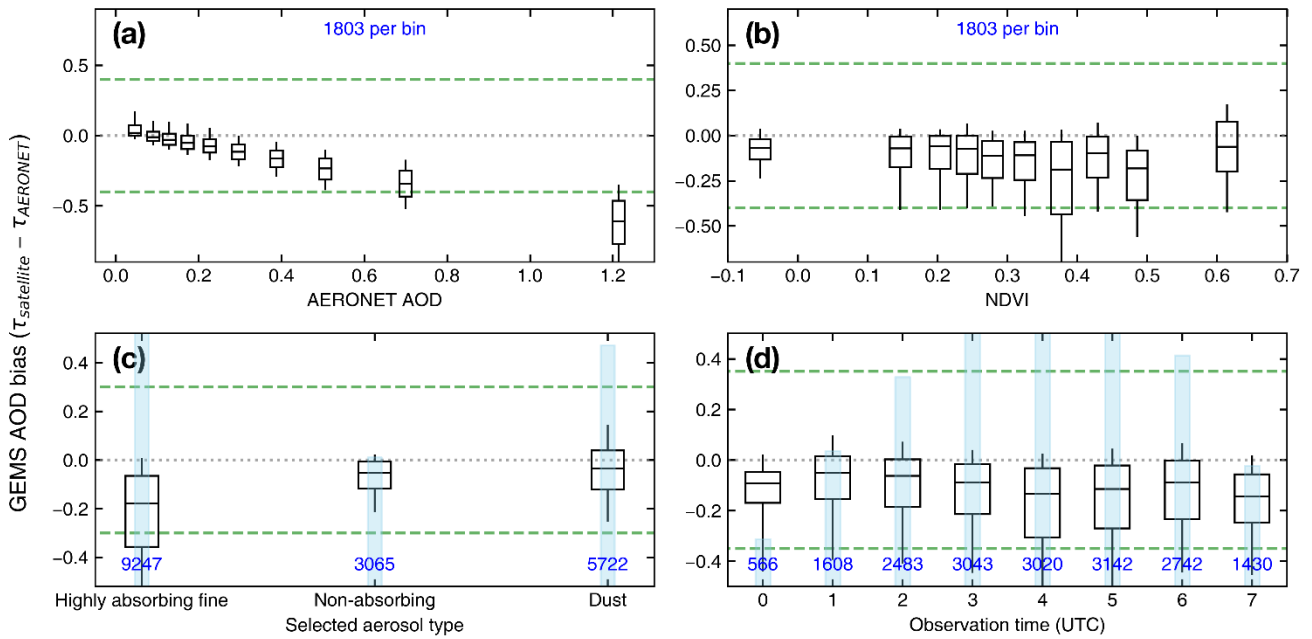 GEMS AOD bias (τsatellite − τAERONET)
(a)
1803 per bin
0.5
0.0
−0.5
0.0 0.2 0.4 0.6 0.8 1.0 1.2
AERONET AOD
(b)
1803 per bin
0.50
0.25
0.00
−0.25
−0.50
−0.1 0.0 0.1 0.2 0.3 0.4 0.5 0.6 0.7
NDVI
(c)
0.4
0.2
0.0
−0.2
−0.4
9247 3065 5722
Highly absorbing fine Non-absorbing Dust
Selected aerosol type
(d)
0.4
0.2
0.0
−0.2
−0.4
566 1608 2483 3043 3020 3142 2742 1430
0 1 2 3 4 5 6 7
Observation time (UTC)